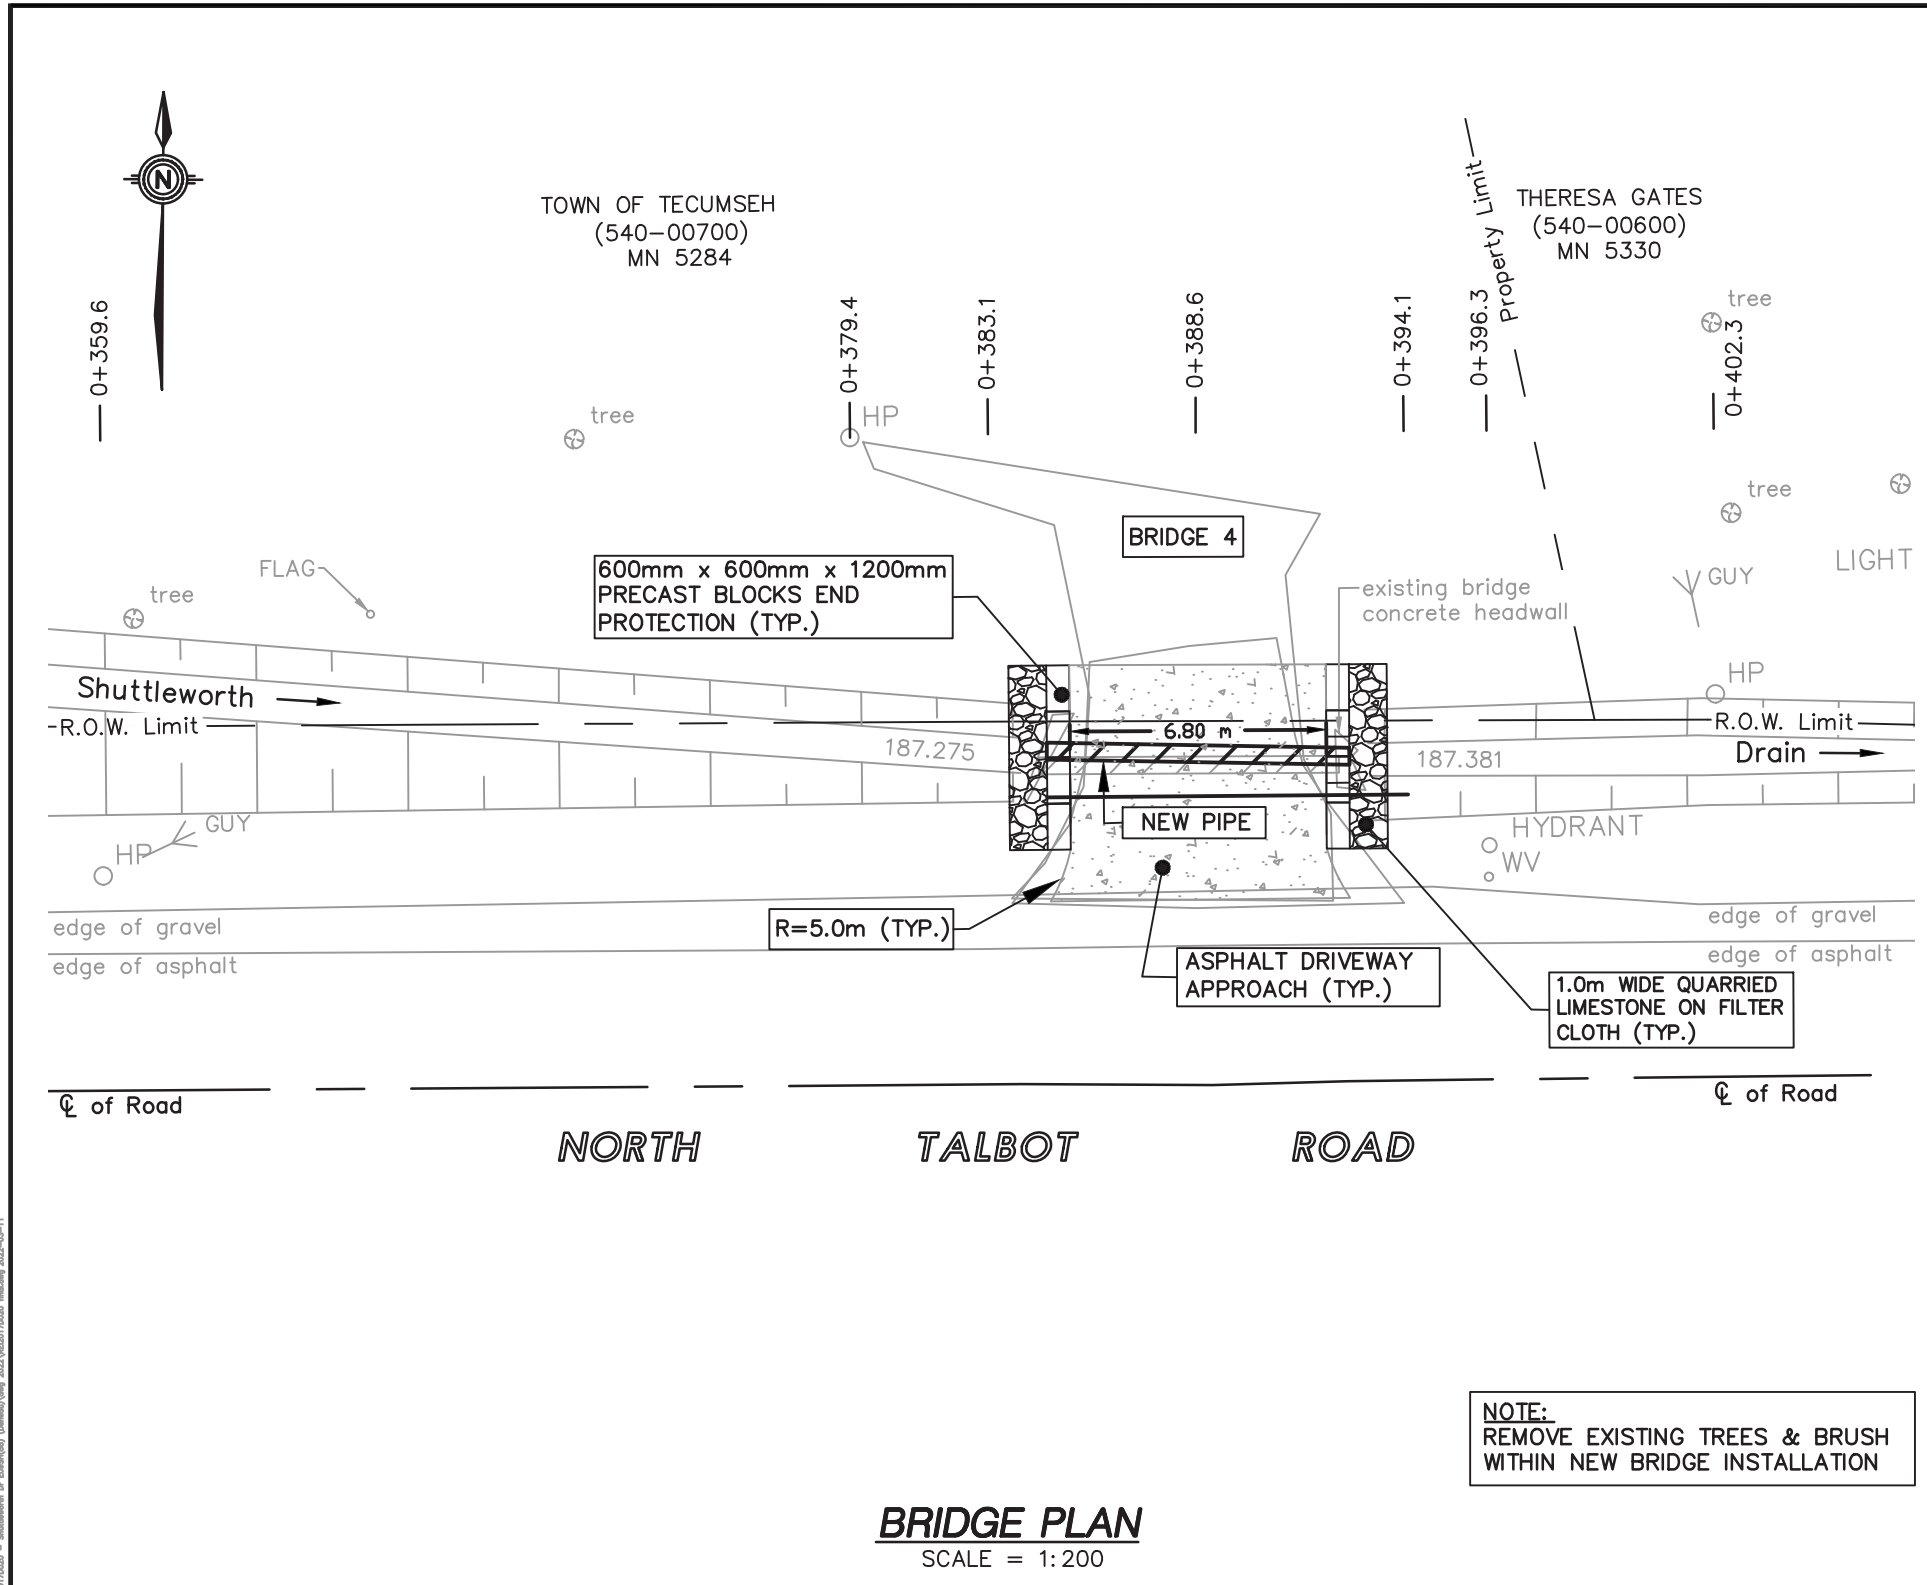 N
TOWN OF TECUMSEH
(540-00700)
MN 5284
THERESA GATES
(540-00600)
MN 5330
Property Limit
0+359.6
0+379.4
0+383.1
0+388.6
0+394.1
0+396.3
0+402.3
tree
tree
HP
tree
BRIDGE 4
LIGHT
FLAG
600mm x 600mm x 1200mm
PRECAST BLOCKS END
PROTECTION (TYP.)
existing bridge
concrete headwall
GUY
tree
HP
Shuttleworth
R.O.W. Limit
6.80 m
R.O.W. Limit
187.275
187.381
Drain
GUY
HP
NEW PIPE
HYDRANT
WV
edge of gravel
edge of asphalt
R=5.0m (TYP.)
edge of gravel
edge of asphalt
ASPHALT DRIVEWAY
APPROACH (TYP.)
1.0m WIDE QUARRIED
LIMESTONE ON FILTER
CLOTH (TYP.)
℄ of Road
℄ of Road
NORTH TALBOT ROAD
NOTE:
REMOVE EXISTING TREES & BRUSH
WITHIN NEW BRIDGE INSTALLATION
BRIDGE PLAN
SCALE = 1:200